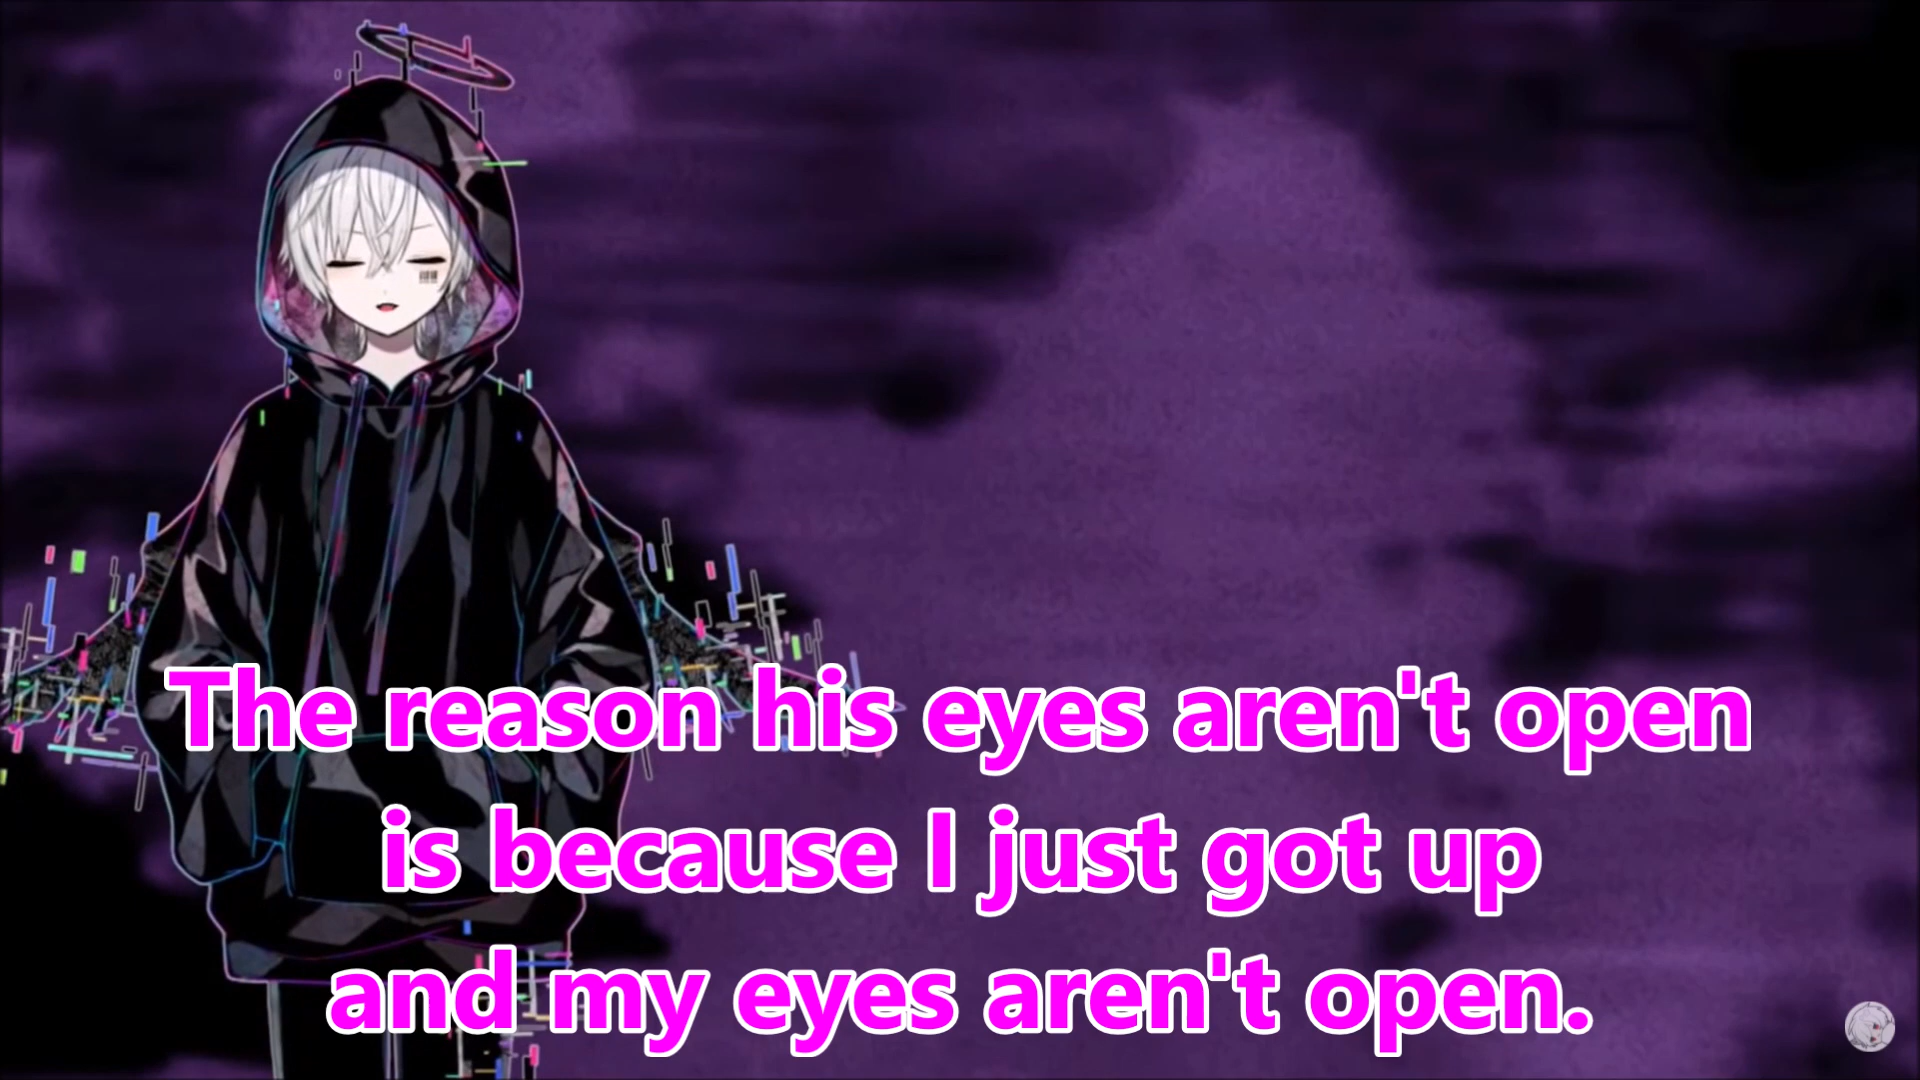 The reason his eyes aren't open
is because I just got up
and my eyes aren't open.